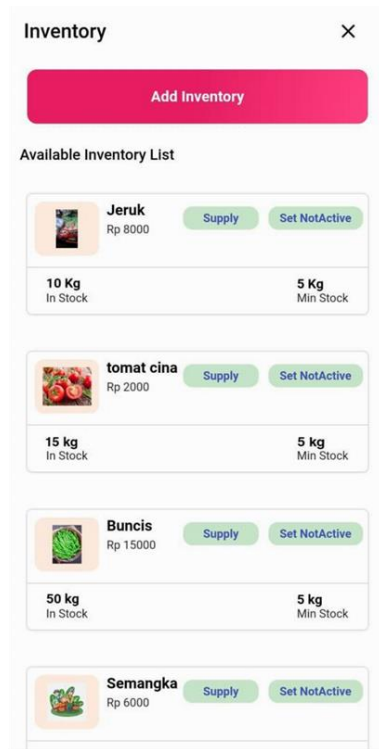 Inventory
Add Inventory
Available Inventory List
Jeruk
Rp 8000
Supply
Set NotActive
10 Kg
In Stock
5 Kg
Min Stock
tomat cina
Rp 2000
Supply
Set NotActive
15 kg
In Stock
5 kg
Min Stock
Buncis
Rp 15000
Supply
Set NotActive
50 kg
In Stock
5 kg
Min Stock
Semangka
Rp 6000
Supply
Set NotActive